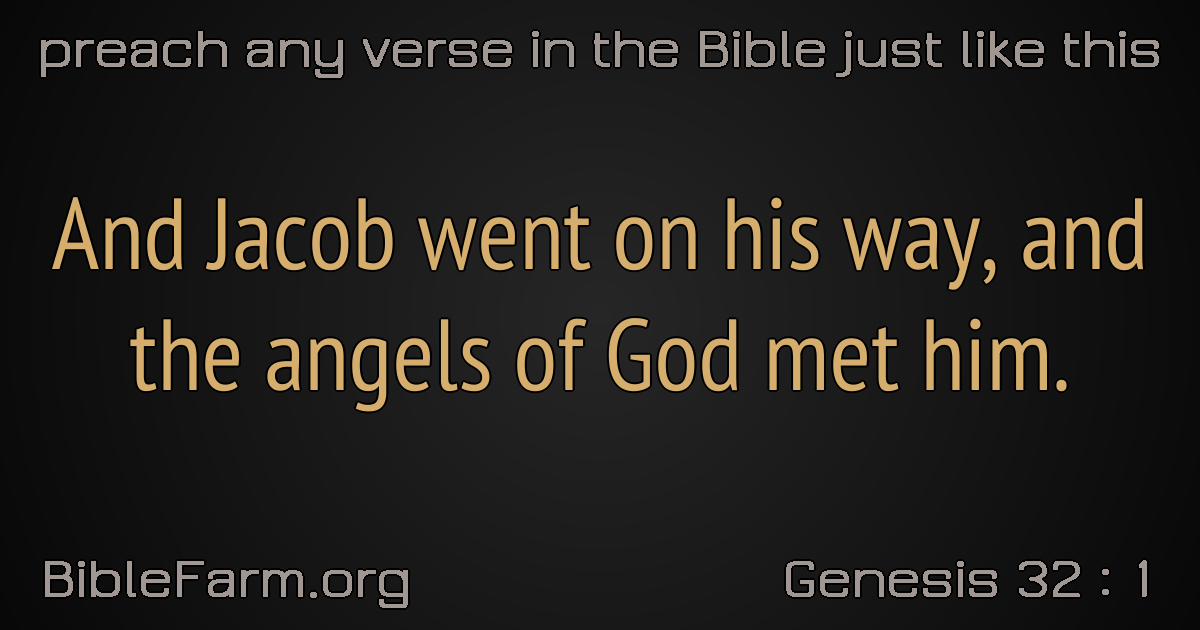 preach any verse in the Bible just like this
And Jacob went on his way, and
the angels of God met him.
BibleFarm.org
Genesis 32 : 1